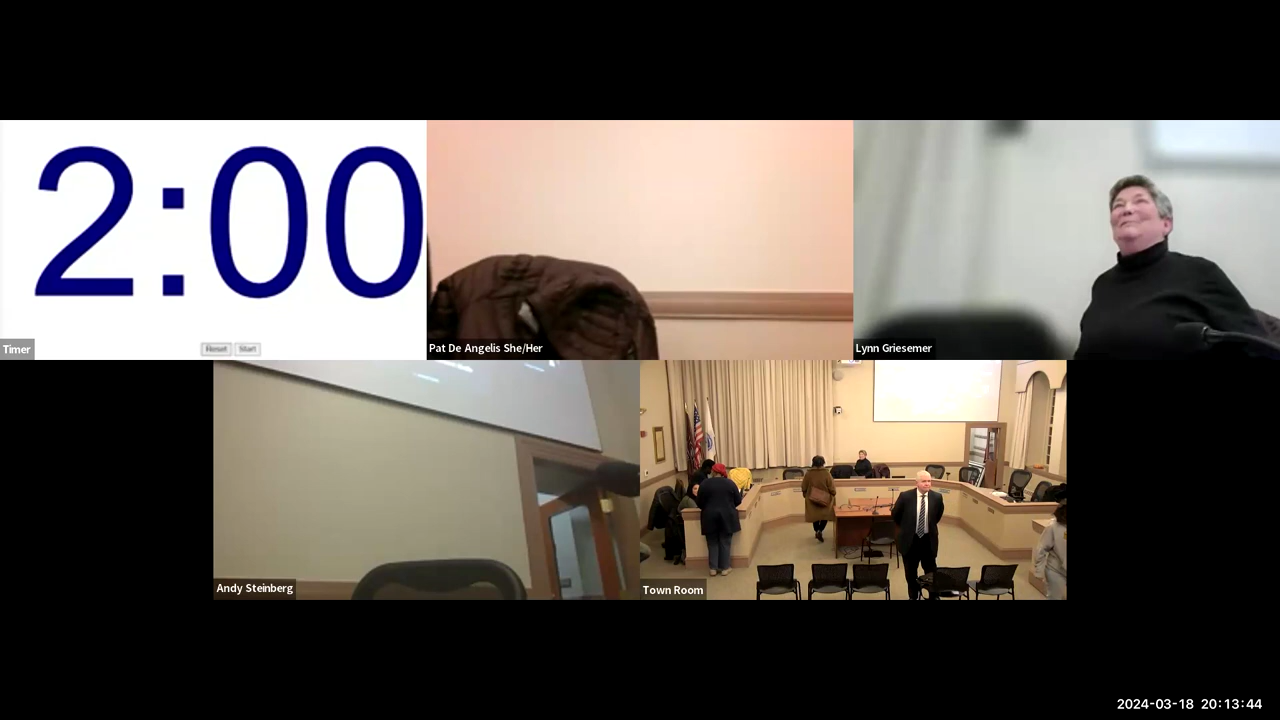 2:00
Reset Start
Timer
Pat De Angelis She/Her
Lynn Griesemer
Andy Steinberg
Town Room
2024-03-18 20:13:44